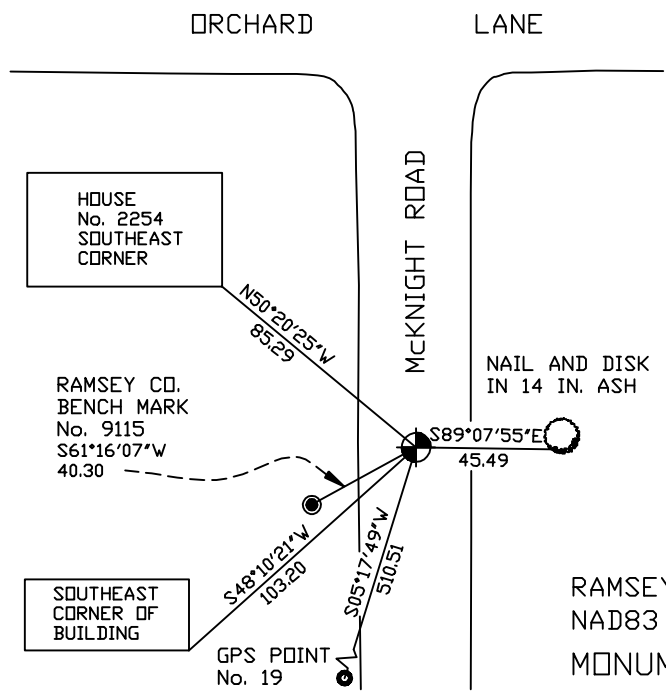 ORCHARD LANE
HOUSE
No. 2254
SOUTHEAST
CORNER
McKNIGHT ROAD
N50°20'25"W
85.29
NAIL AND DISK
IN 14 IN. ASH
RAMSEY CO.
BENCH MARK
No. 9115
S61°16'07"W
40.30
S89°07'55"E
45.49
S48°10'21"W
103.20
S05°17'49"W
510.51
SOUTHEAST
CORNER OF
BUILDING
GPS POINT
No. 19
RAMSEY
NAD83
MONUM